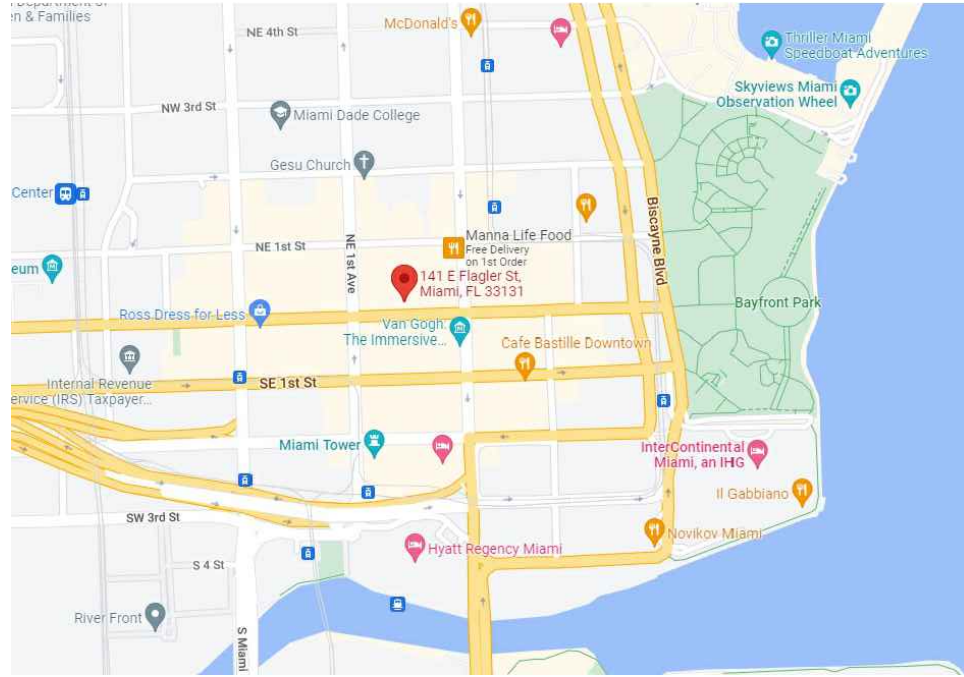 Department of
en & Families
McDonald's
NE 4th St
Thriller Miami
Speedboat Adventures
Skyviews Miami
Observation Wheel
NW 3rd St
Miami Dade College
Gesu Church
Center
Biscayne Blvd
NE 1st St
NE 1st Ave
Manna Life Food
Free Delivery
on 1st Order
eum
141 E Flagler St,
Miami, FL 33131
Bayfront Park
Ross Dress for Less
Van Gogh:
The Immersive...
Cafe Bastille Downtown
Internal Revenue
ervice (IRS) Taxpayer...
SE 1st St
Miami Tower
InterContinental
Miami, an IHG
Il Gabbiano
SW 3rd St
Novikov Miami
Hyatt Regency Miami
S 4 St
River Front
S Miami